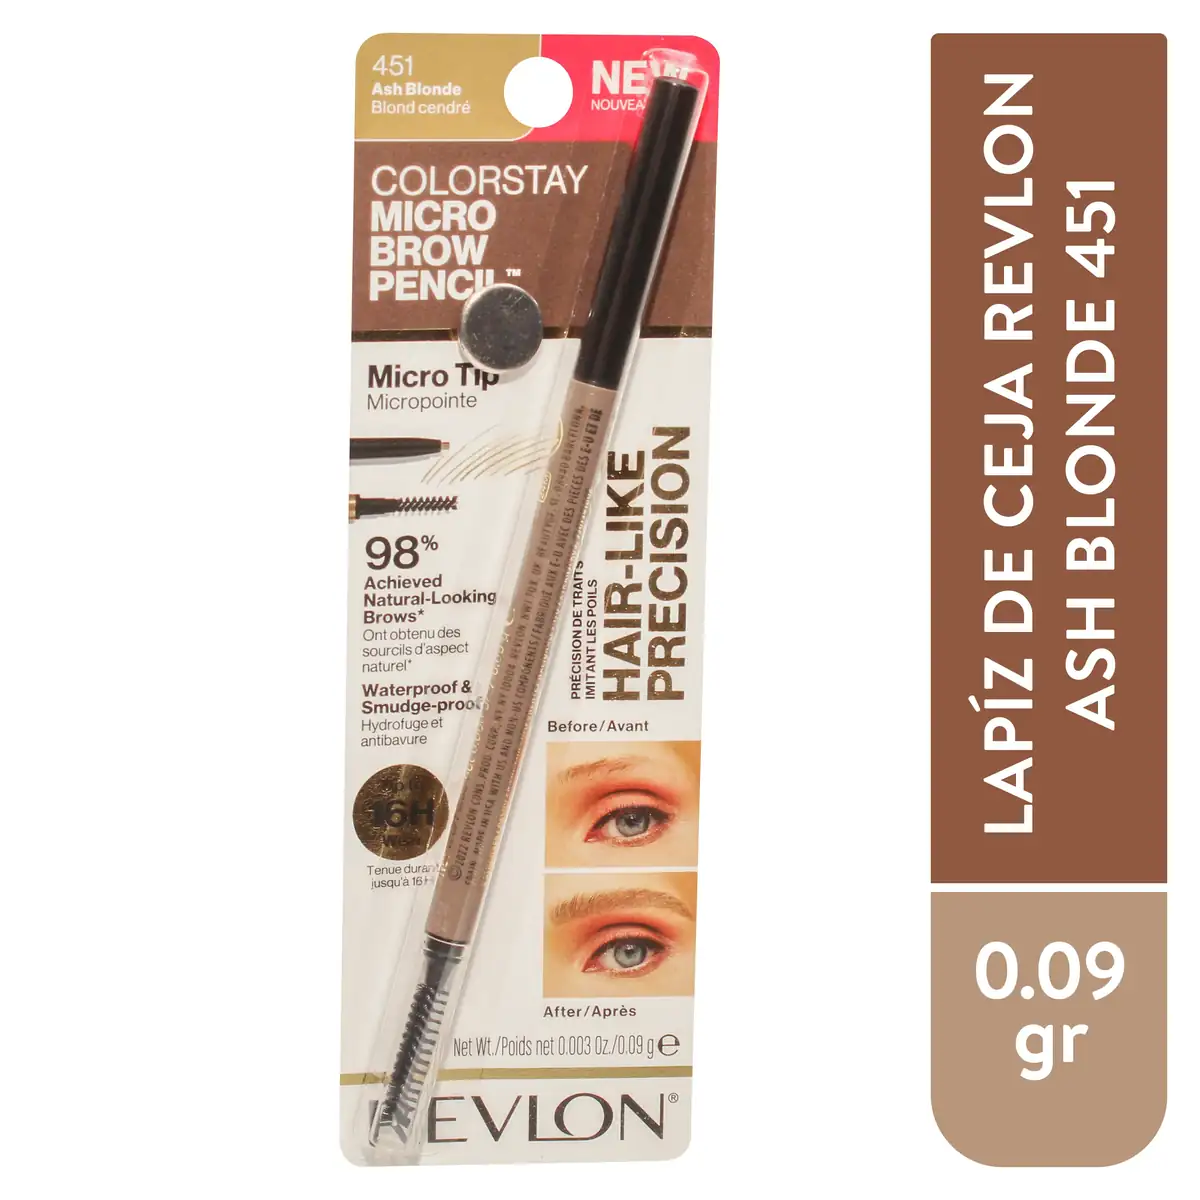 451
Ash Blonde
Blond cendré
NEW
NOUVEA
COLORSTAY
MICRO
BROW
PENCIL™
Micro Tip
Micropointe
98%
Achieved
Natural-Looking
Brows*
Ont obtenu des
sourcils d'aspect
naturel*
Waterproof &
Smudge-proof
Hydrofuge et
antibavure
16H
Tenue durant
jusqu'à 16H
PRÉCISION DE TRAITS
IMITANT LES POILS
HAIR-LIKE
PRECISION
Before/Avant
After/Après
Net Wt./Poids net 0.003 Oz./0.09 g e
REVLON®
LAPÍZ DE CEJA REVLON
ASH BLONDE 451
0.09
gr